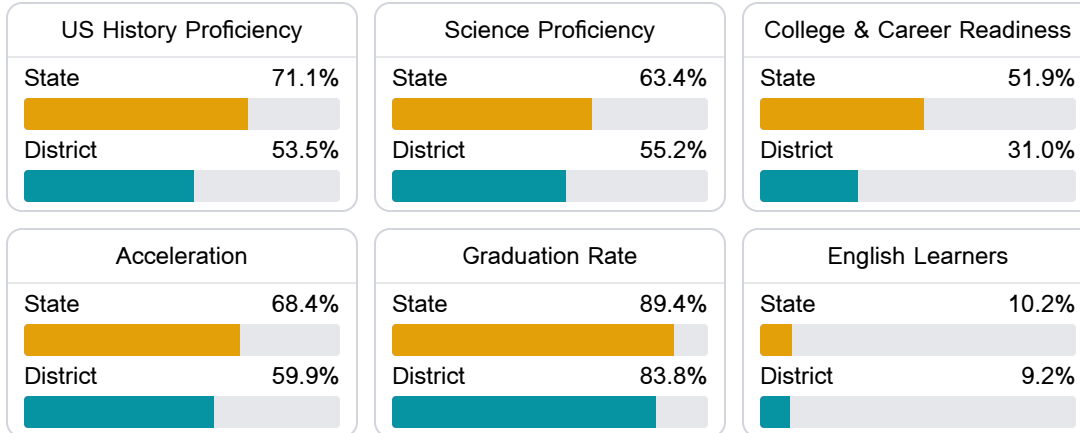 US History Proficiency
State 71.1%
District 53.5%
Science Proficiency
State 63.4%
District 55.2%
College & Career Readiness
State 51.9%
District 31.0%
Acceleration
State 68.4%
District 59.9%
Graduation Rate
State 89.4%
District 83.8%
English Learners
State 10.2%
District 9.2%